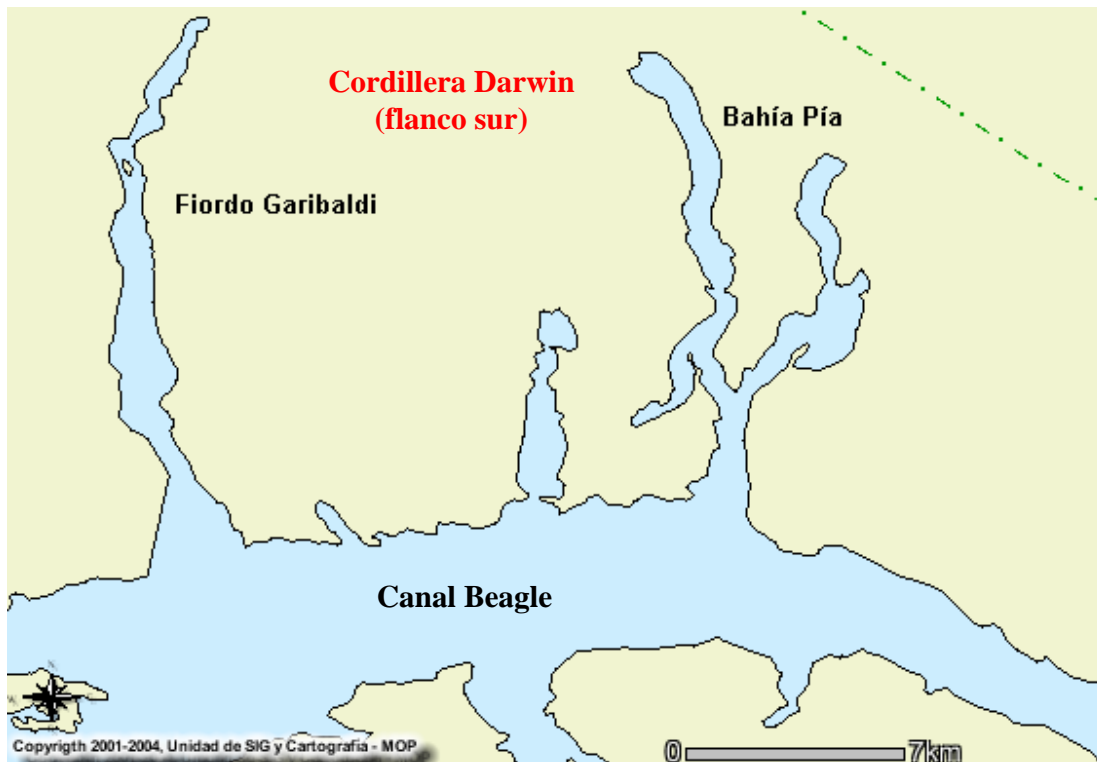 Cordillera Darwin
(flanco sur)
Bahía Pía
Fiordo Garibaldi
Canal Beagle
Copyrigth 2001-2004, Unidad de SIG y Cartografía - MOP
0 7km